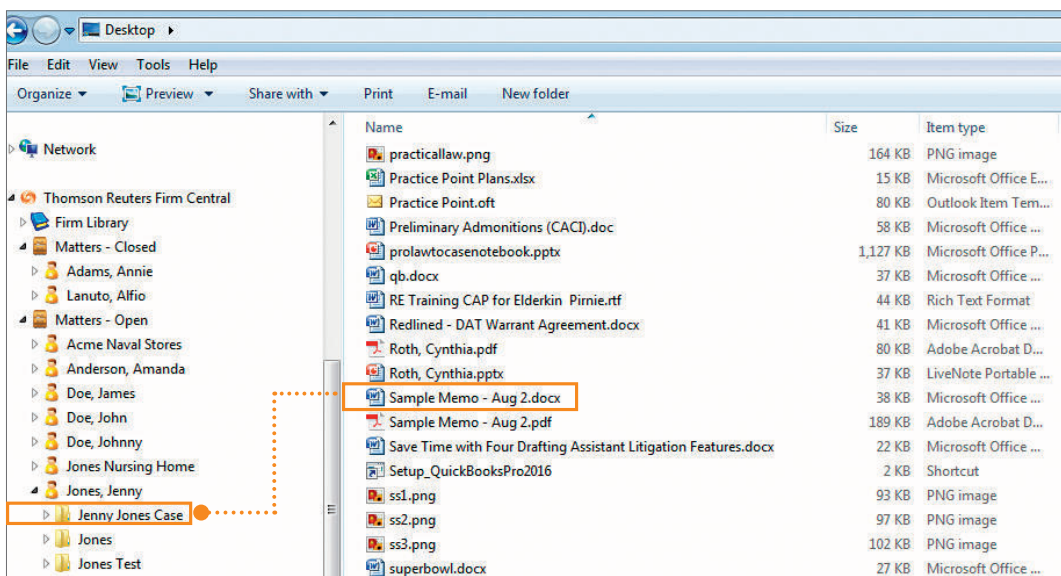 Desktop
File Edit View Tools Help
Organize Preview Share with Print E-mail New folder
Network
Thomson Reuters Firm Central
Firm Library
Matters - Closed
Adams, Annie
Lanuto, Alfio
Matters - Open
Acme Naval Stores
Anderson, Amanda
Doe, James
Doe, John
Doe, Johnny
Jones Nursing Home
Jones, Jenny
Jenny Jones Case
Jones
Jones Test
Name Size Item type
practicallaw.png 164 KB PNG image
Practice Point Plans.xlsx 15 KB Microsoft Office E...
Practice Point.oft 80 KB Outlook Item Tem...
Preliminary Admonitions (CACI).doc 58 KB Microsoft Office ...
prolawtocasenotebook.pptx 1,127 KB Microsoft Office P...
qb.docx 37 KB Microsoft Office ...
RE Training CAP for Elderkin Pirnie.rtf 44 KB Rich Text Format
Redlined - DAT Warrant Agreement.docx 41 KB Microsoft Office ...
Roth, Cynthia.pdf 80 KB Adobe Acrobat D...
Roth, Cynthia.pptx 37 KB LiveNote Portable ...
Sample Memo - Aug 2.docx 38 KB Microsoft Office ...
Sample Memo - Aug 2.pdf 189 KB Adobe Acrobat D...
Save Time with Four Drafting Assistant Litigation Features.docx 22 KB Microsoft Office ...
Setup_QuickBooksPro2016 2 KB Shortcut
ss1.png 93 KB PNG image
ss2.png 97 KB PNG image
ss3.png 102 KB PNG image
superbowl.docx 27 KB Microsoft Office ...